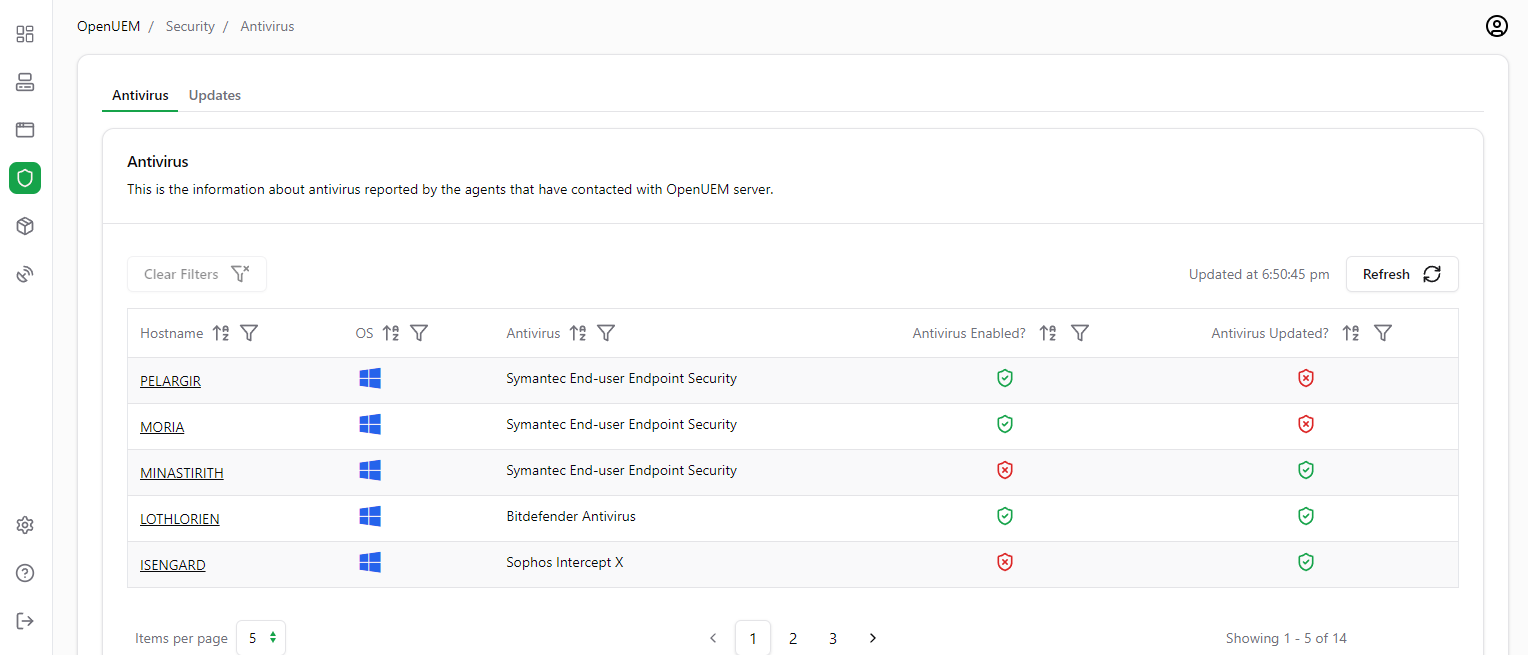 OpenUEM / Security / Antivirus
Antivirus Updates
Antivirus
This is the information about antivirus reported by the agents that have contacted with OpenUEM server.
Clear Filters Updated at 6:50:45 pm Refresh
Hostname OS Antivirus Antivirus Enabled? Antivirus Updated?
PELARGIR Symantec End-user Endpoint Security
MORIA Symantec End-user Endpoint Security
MINASTIRITH Symantec End-user Endpoint Security
LOTHLORIEN Bitdefender Antivirus
ISENGARD Sophos Intercept X
Items per page 5 1 2 3 Showing 1 - 5 of 14